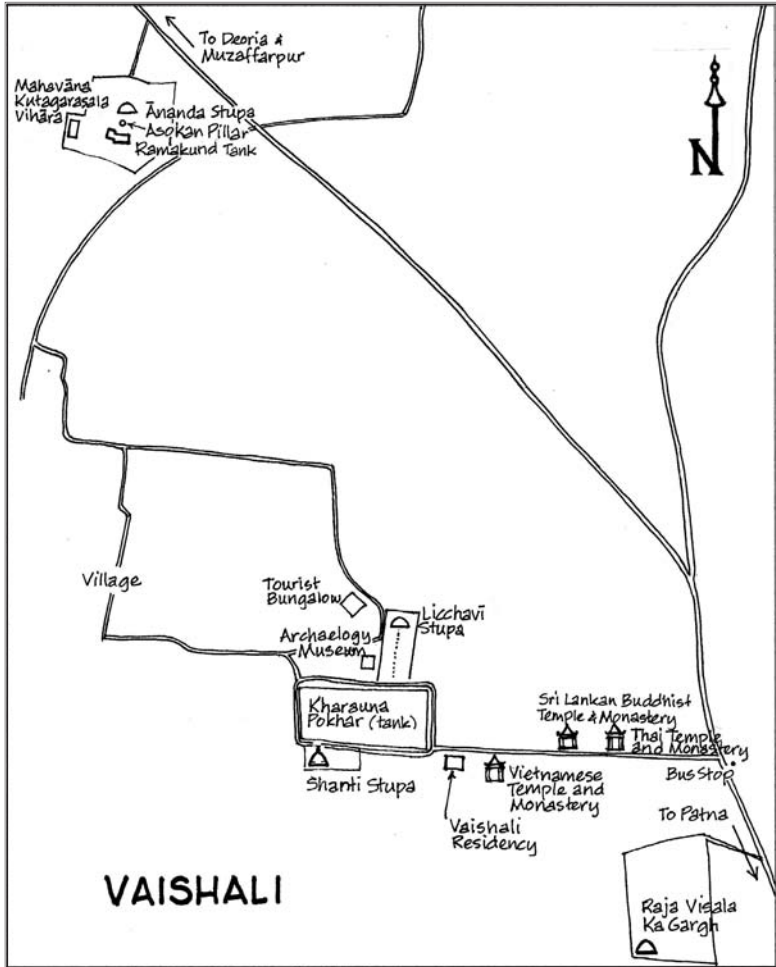 To Deoria &
Muzaffarpur
Mahavāna
Kutagarasala
Vihāra
Ānanda Stupa
Asokan Pillar
Ramakund Tank
N
Village
Tourist
Bungalow
Licchavī
Stupa
Archaelogy
Museum
Kharauna
Pokhar (tank)
Sri Lankan Buddhist
Temple & Monastery
Thai Temple
and Monastery
Bus Stop
Shanti Stupa
Vietnamese
Temple and
Monastery
Vaishali
Residency
To Patna
VAISHALI
Raja Visala
Ka Gargh